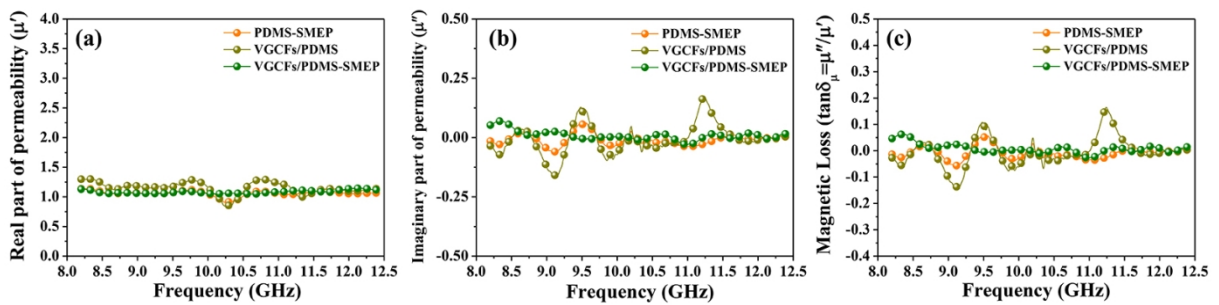 (a)
PDMS-SMEP
VGCFs/PDMS
VGCFs/PDMS-SMEP
Real part of permeability (μ′)
4.0
3.5
3.0
2.5
2.0
1.5
1.0
0.5
0.0
8.0 8.5 9.0 9.5 10.0 10.5 11.0 11.5 12.0 12.5
Frequency (GHz)
(b)
PDMS-SMEP
VGCFs/PDMS
VGCFs/PDMS-SMEP
Imaginary part of permeability (μ″)
0.50
0.25
0.00
-0.25
-0.50
8.0 8.5 9.0 9.5 10.0 10.5 11.0 11.5 12.0 12.5
Frequency (GHz)
(c)
PDMS-SMEP
VGCFs/PDMS
VGCFs/PDMS-SMEP
Magnetic Loss (tanδμ=μ″/μ′)
0.5
0.4
0.3
0.2
0.1
0.0
-0.1
-0.2
-0.3
-0.4
8.0 8.5 9.0 9.5 10.0 10.5 11.0 11.5 12.0 12.5
Frequency (GHz)